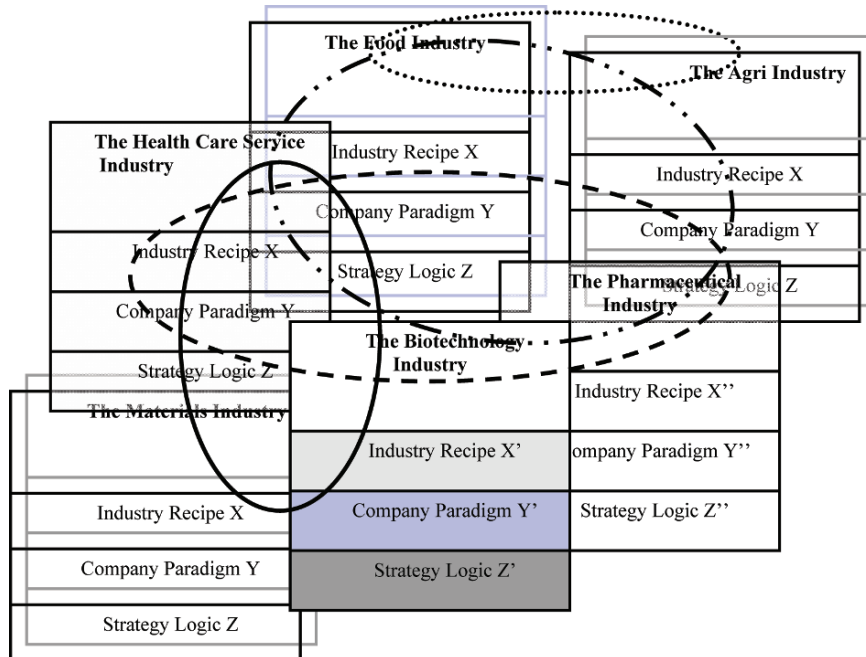 The Food Industry
Industry Recipe X
Company Paradigm Y
Strategy Logic Z
The Agri Industry
Industry Recipe X
Company Paradigm Y
Strategy Logic Z
The Health Care Service
Industry
Industry Recipe X
Company Paradigm Y
Strategy Logic Z
The Pharmaceutical
Industry
Industry Recipe X’’
ompany Paradigm Y’’
Strategy Logic Z’’
The Biotechnology
Industry
Industry Recipe X’
Company Paradigm Y’
Strategy Logic Z’
The Materials Industry
Industry Recipe X
Company Paradigm Y
Strategy Logic Z